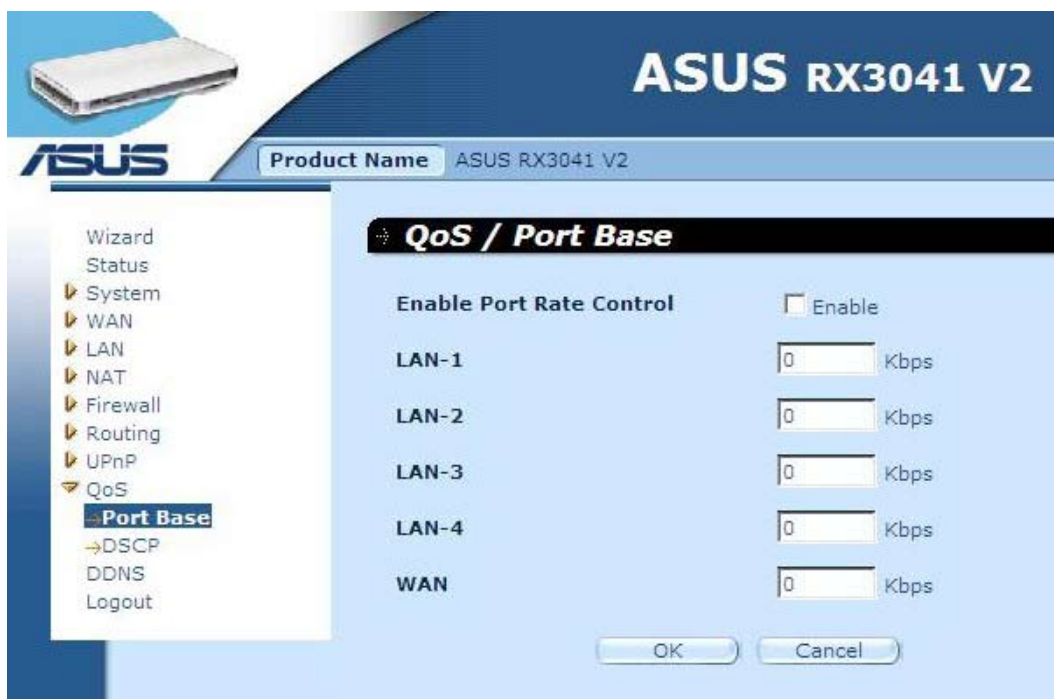 ASUS RX3041 V2
ASUS
Product Name ASUS RX3041 V2
Wizard
Status
System
WAN
LAN
NAT
Firewall
Routing
UPnP
QoS
Port Base
DSCP
DDNS
Logout
QoS / Port Base
Enable Port Rate Control Enable
LAN-1 0 Kbps
LAN-2 0 Kbps
LAN-3 0 Kbps
LAN-4 0 Kbps
WAN 0 Kbps
OK Cancel